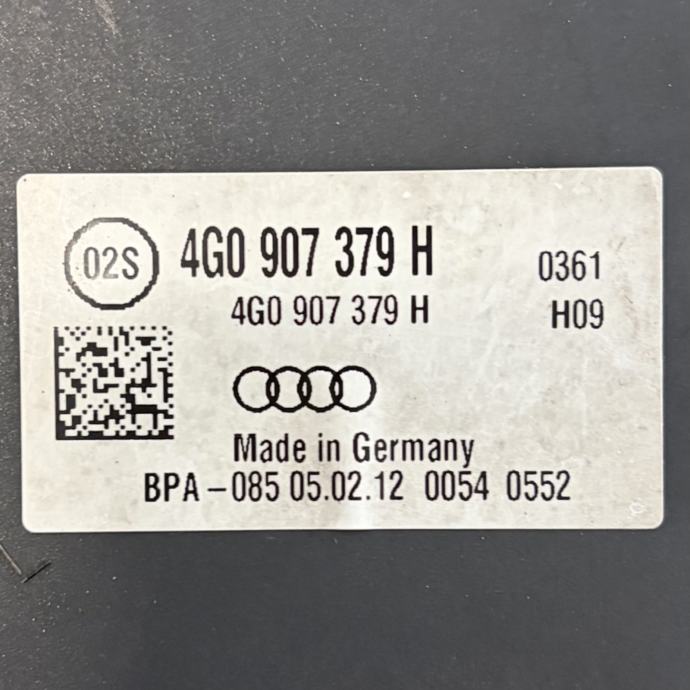 02S 4G0 907 379 H 0361
4G0 907 379 H H09
Made in Germany
BPA-085 05.02.12 0054 0552